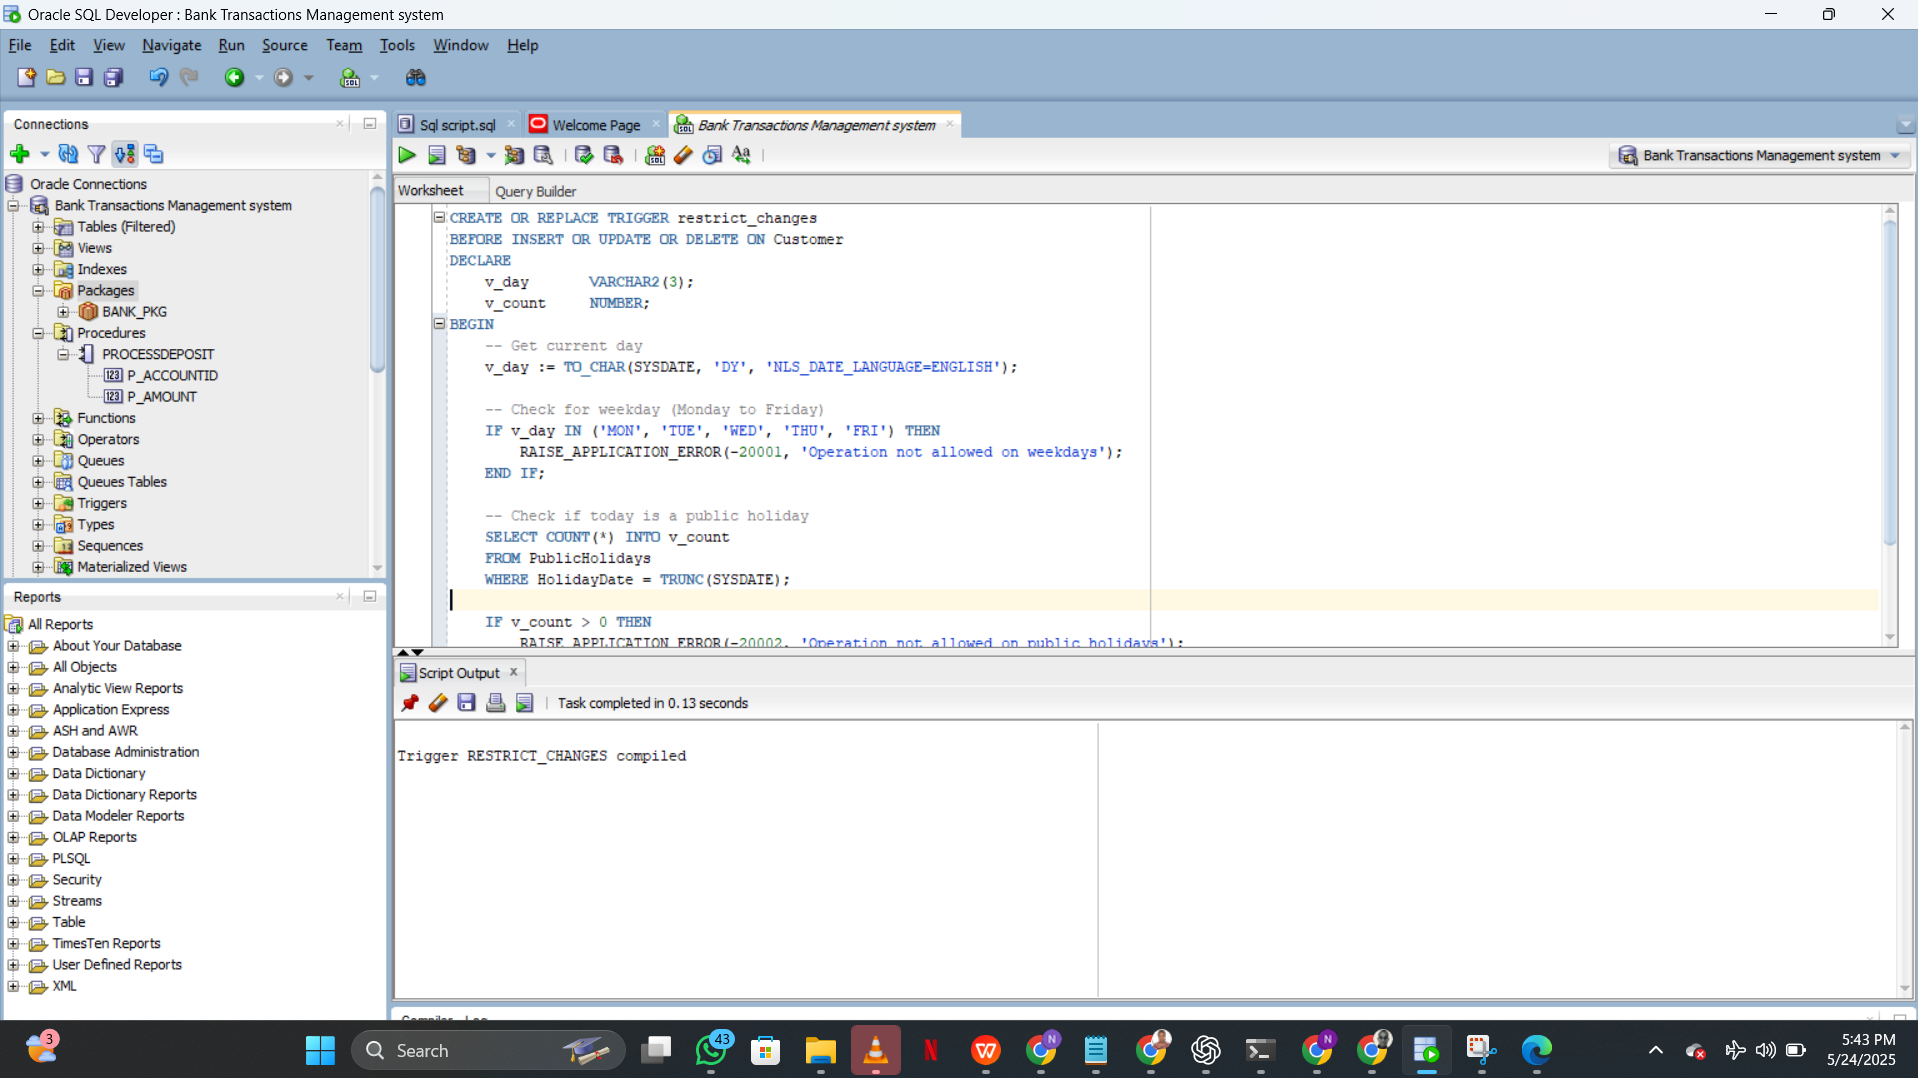 Oracle SQL Developer : Bank Transactions Management system
File Edit View Navigate Run Source Team Tools Window Help
Connections
Oracle Connections
Bank Transactions Management system
Tables (Filtered)
Views
Indexes
Packages
BANK_PKG
Procedures
PROCESSDEPOSIT
P_ACCOUNTID
P_AMOUNT
Functions
Operators
Queues
Queues Tables
Triggers
Types
Sequences
Materialized Views
Reports
All Reports
About Your Database
All Objects
Analytic View Reports
Application Express
ASH and AWR
Database Administration
Data Dictionary
Data Dictionary Reports
Data Modeler Reports
OLAP Reports
PLSQL
Security
Streams
Table
TimesTen Reports
User Defined Reports
XML
Sql script.sql Welcome Page Bank Transactions Management system
Bank Transactions Management system
Worksheet Query Builder
CREATE OR REPLACE TRIGGER restrict_changes
BEFORE INSERT OR UPDATE OR DELETE ON Customer
DECLARE
v_day VARCHAR2(3);
v_count NUMBER;
BEGIN
-- Get current day
v_day := TO_CHAR(SYSDATE, 'DY', 'NLS_DATE_LANGUAGE=ENGLISH');
-- Check for weekday (Monday to Friday)
IF v_day IN ('MON', 'TUE', 'WED', 'THU', 'FRI') THEN
RAISE_APPLICATION_ERROR(-20001, 'Operation not allowed on weekdays');
END IF;
-- Check if today is a public holiday
SELECT COUNT(*) INTO v_count
FROM PublicHolidays
WHERE HolidayDate = TRUNC(SYSDATE);
IF v_count > 0 THEN
RAISE_APPLICATION_ERROR(-20002, 'Operation not allowed on public holidays');
Script Output
Task completed in 0.13 seconds
Trigger RESTRICT_CHANGES compiled
Compiler - Log
3
Search
43
5:43 PM
5/24/2025